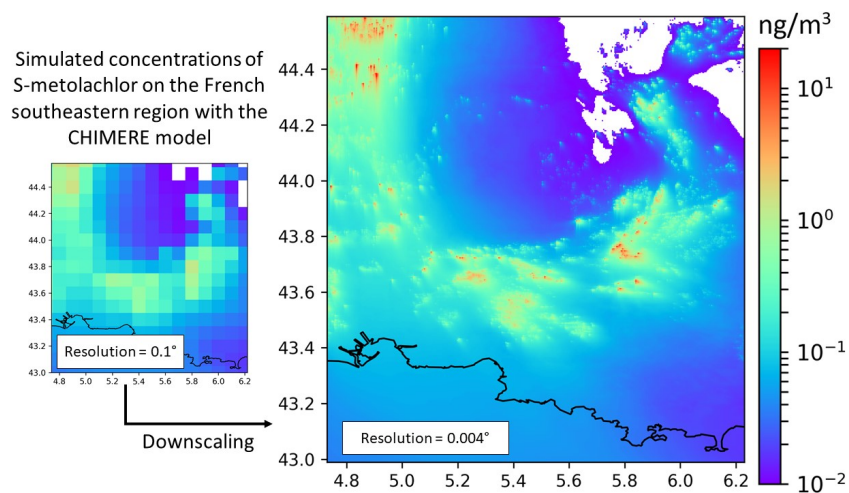 Simulated concentrations of
S-metolachlor on the French
southeastern region with the
CHIMERE model
44.4
44.2
44.0
43.8
43.6
43.4
43.2
43.0
Resolution = 0.1°
4.8 5.0 5.2 5.4 5.6 5.8 6.0 6.2
Downscaling
44.4
44.2
44.0
43.8
43.6
43.4
43.2
43.0
Resolution = 0.004°
4.8 5.0 5.2 5.4 5.6 5.8 6.0 6.2
ng/m³
10¹
10⁰
10⁻¹
10⁻²